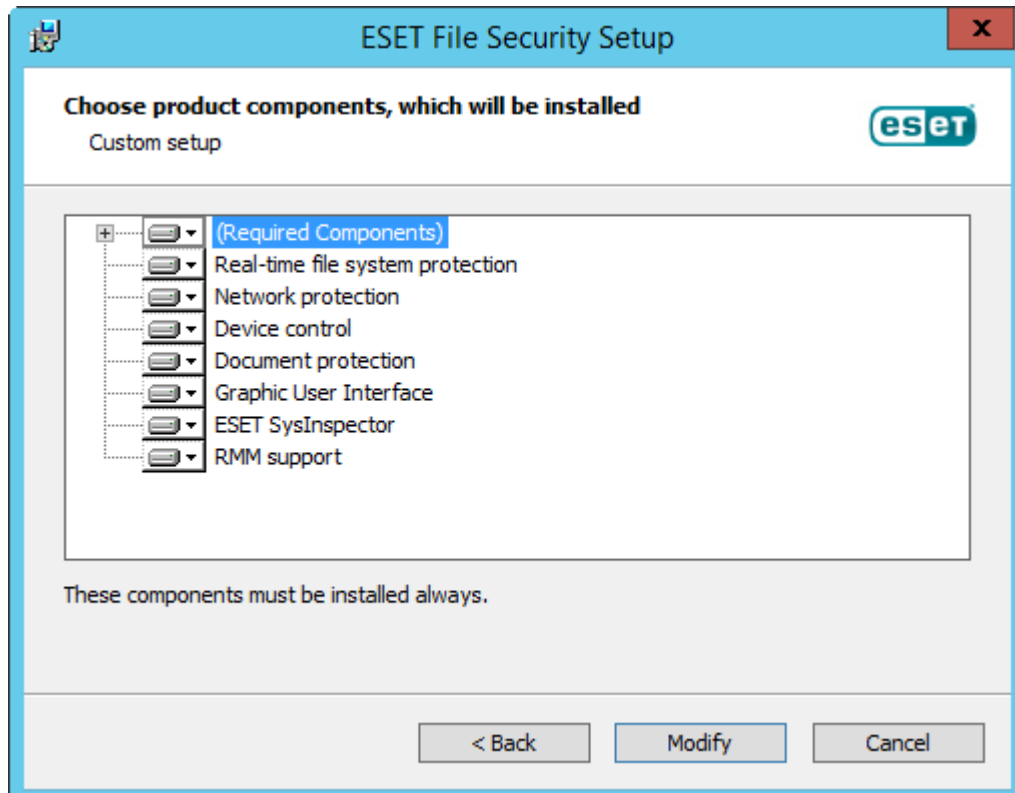 ESET File Security Setup
x
Choose product components, which will be installed
Custom setup
eset
(Required Components)
Real-time file system protection
Network protection
Device control
Document protection
Graphic User Interface
ESET SysInspector
RMM support
These components must be installed always.
< Back
Modify
Cancel